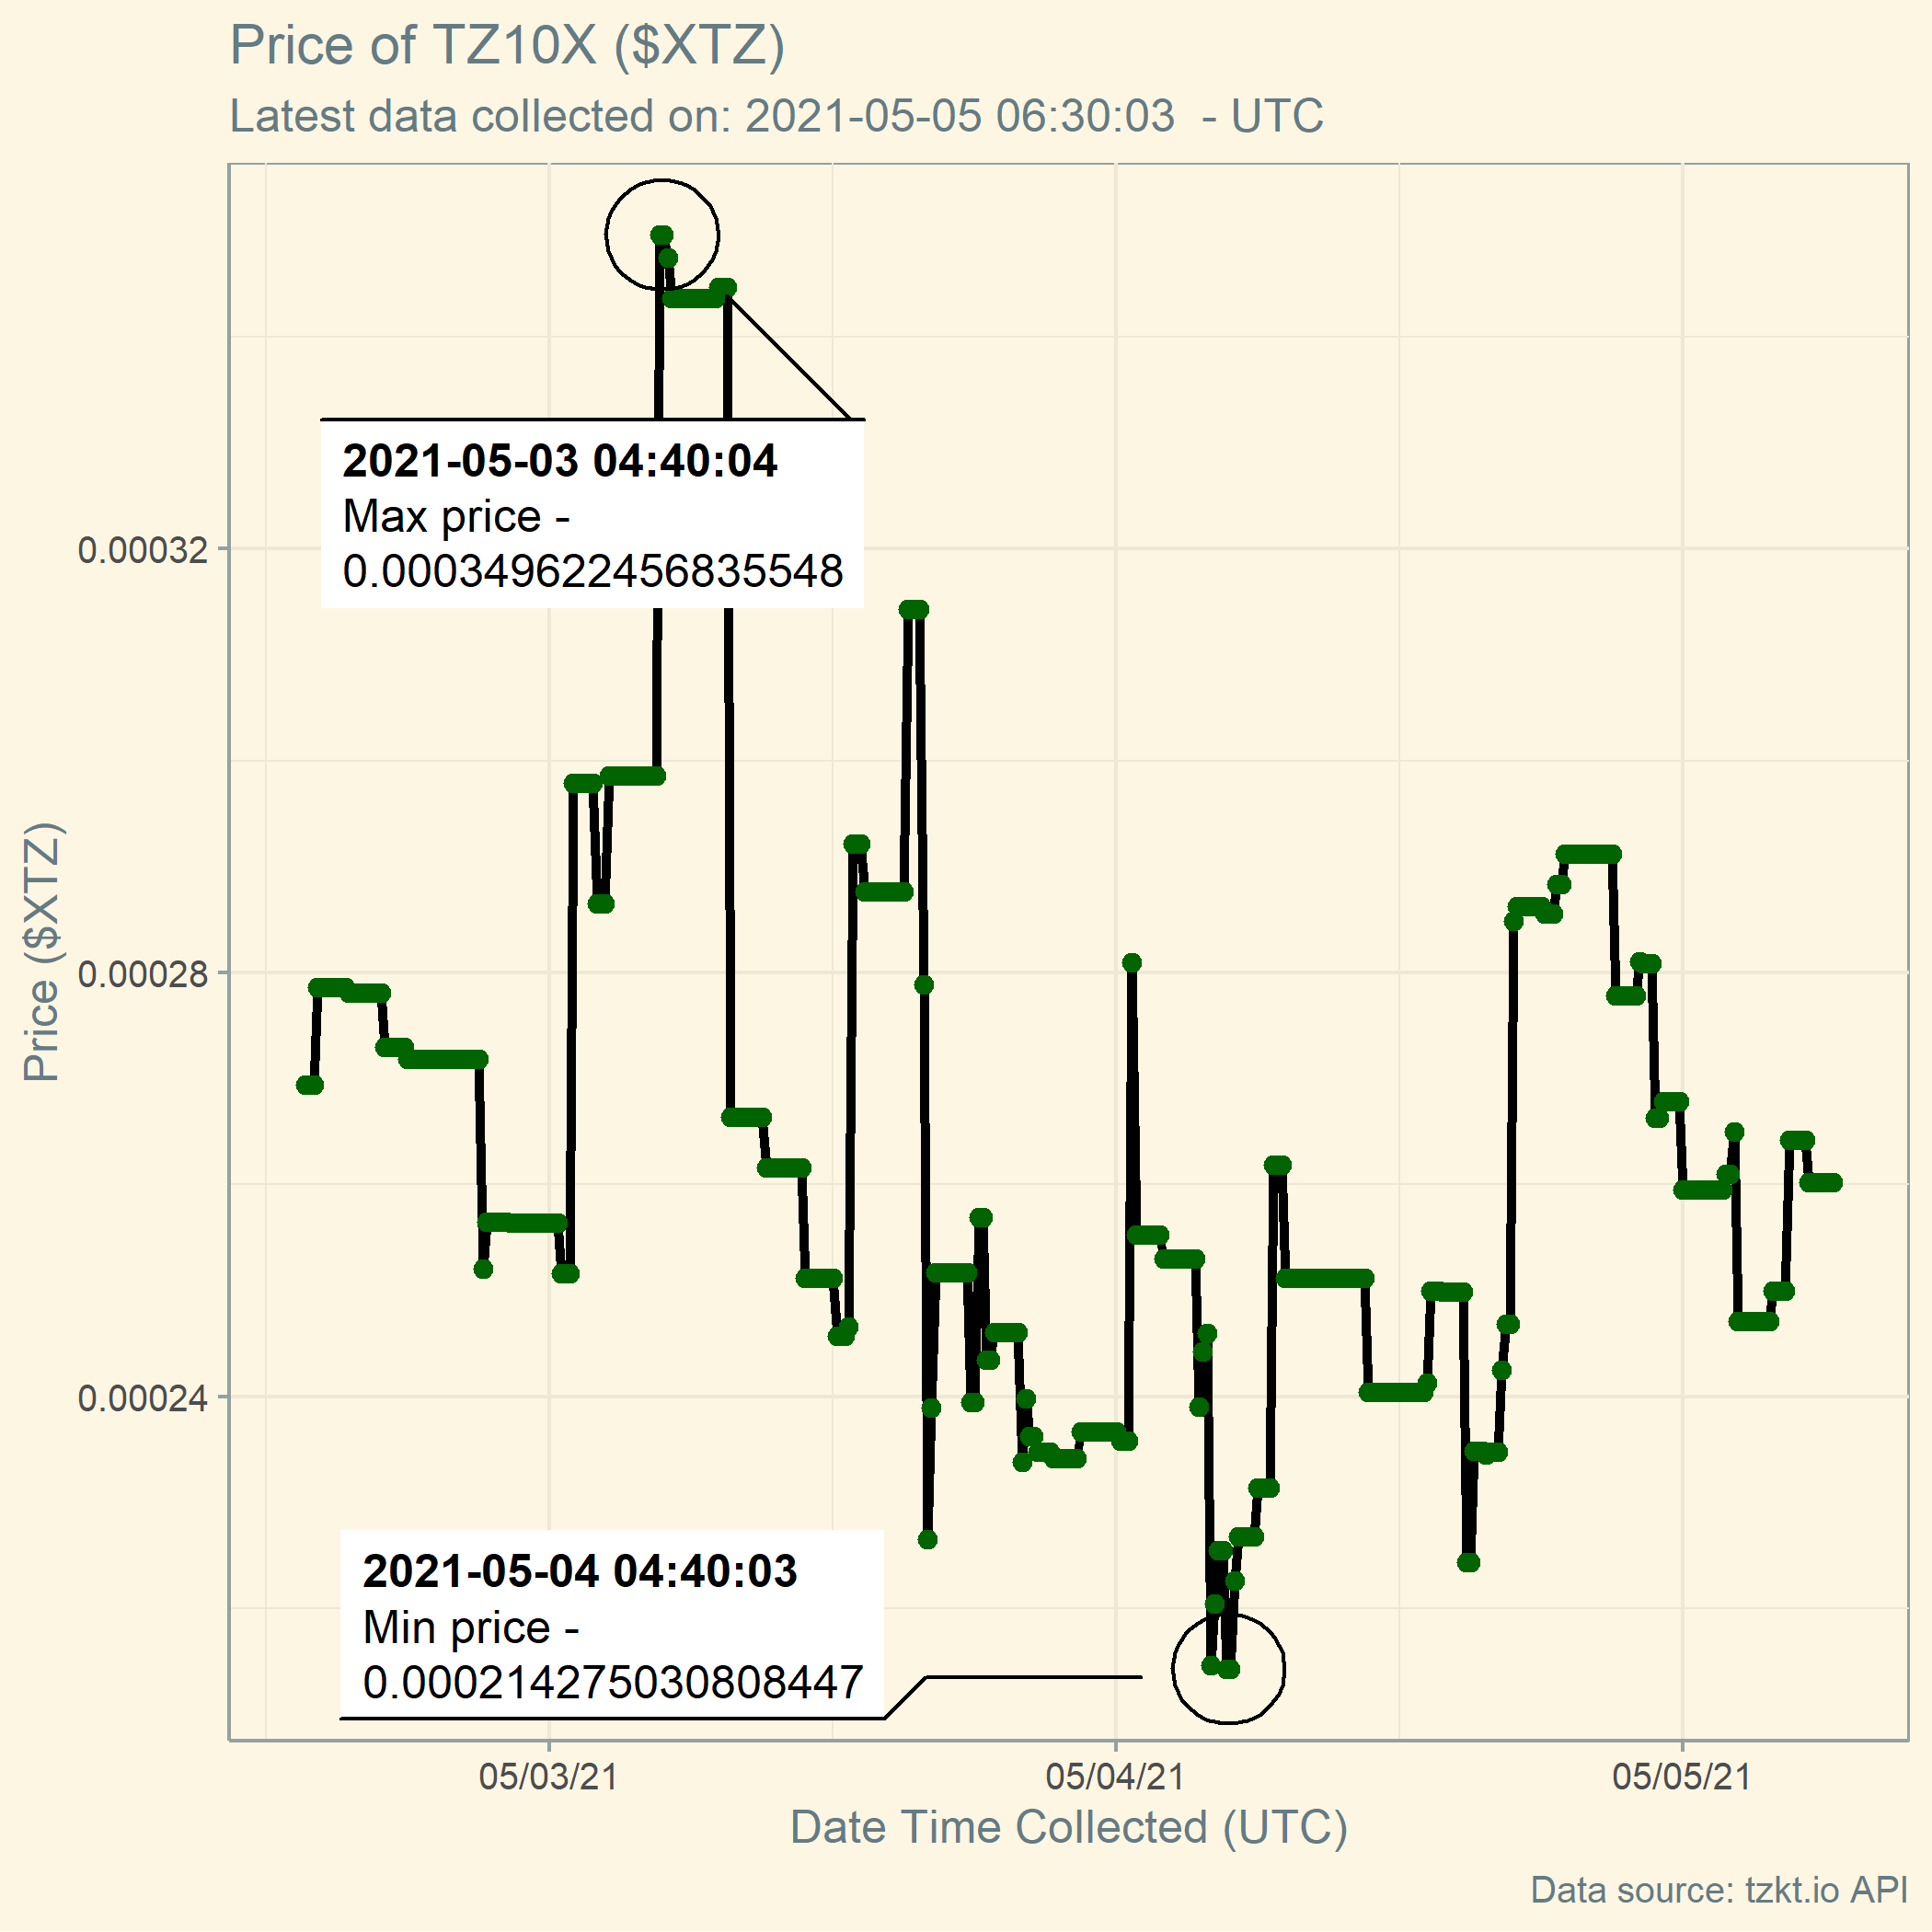 Price of TZ10X ($XTZ)
Latest data collected on: 2021-05-05 06:30:03  - UTC
2021-05-03 04:40:04
Max price -
0.000349622456835548
0.00032
0.00028
0.00024
Price ($XTZ)
2021-05-04 04:40:03
Min price -
0.000214275030808447
05/03/21
05/04/21
05/05/21
Date Time Collected (UTC)
Data source: tzkt.io API